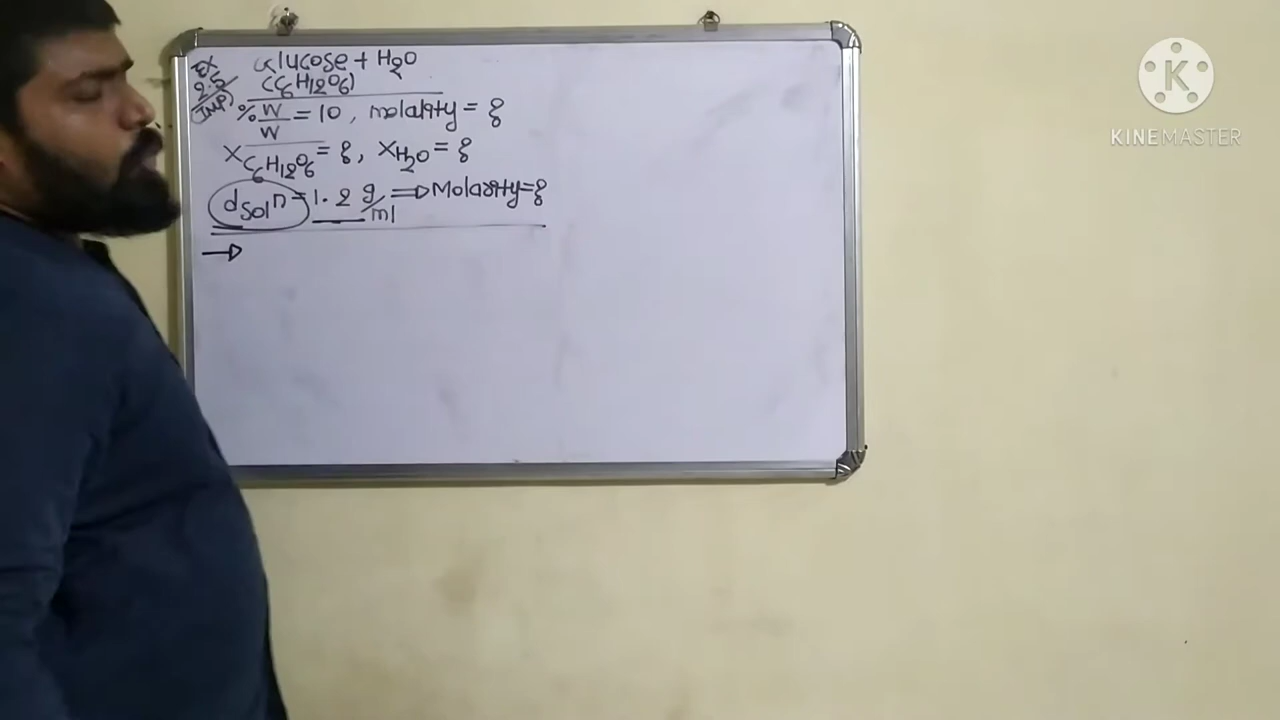 Ex 2.5 (Imp)
Glucose + H2O
(C6H12O6)
% W/W = 10, molality = ?
xC6H12O6 = ?, xH2O = ?
dsoln = 1.2 g/ml ⇒ Molarity = ?
→
KINEMASTER